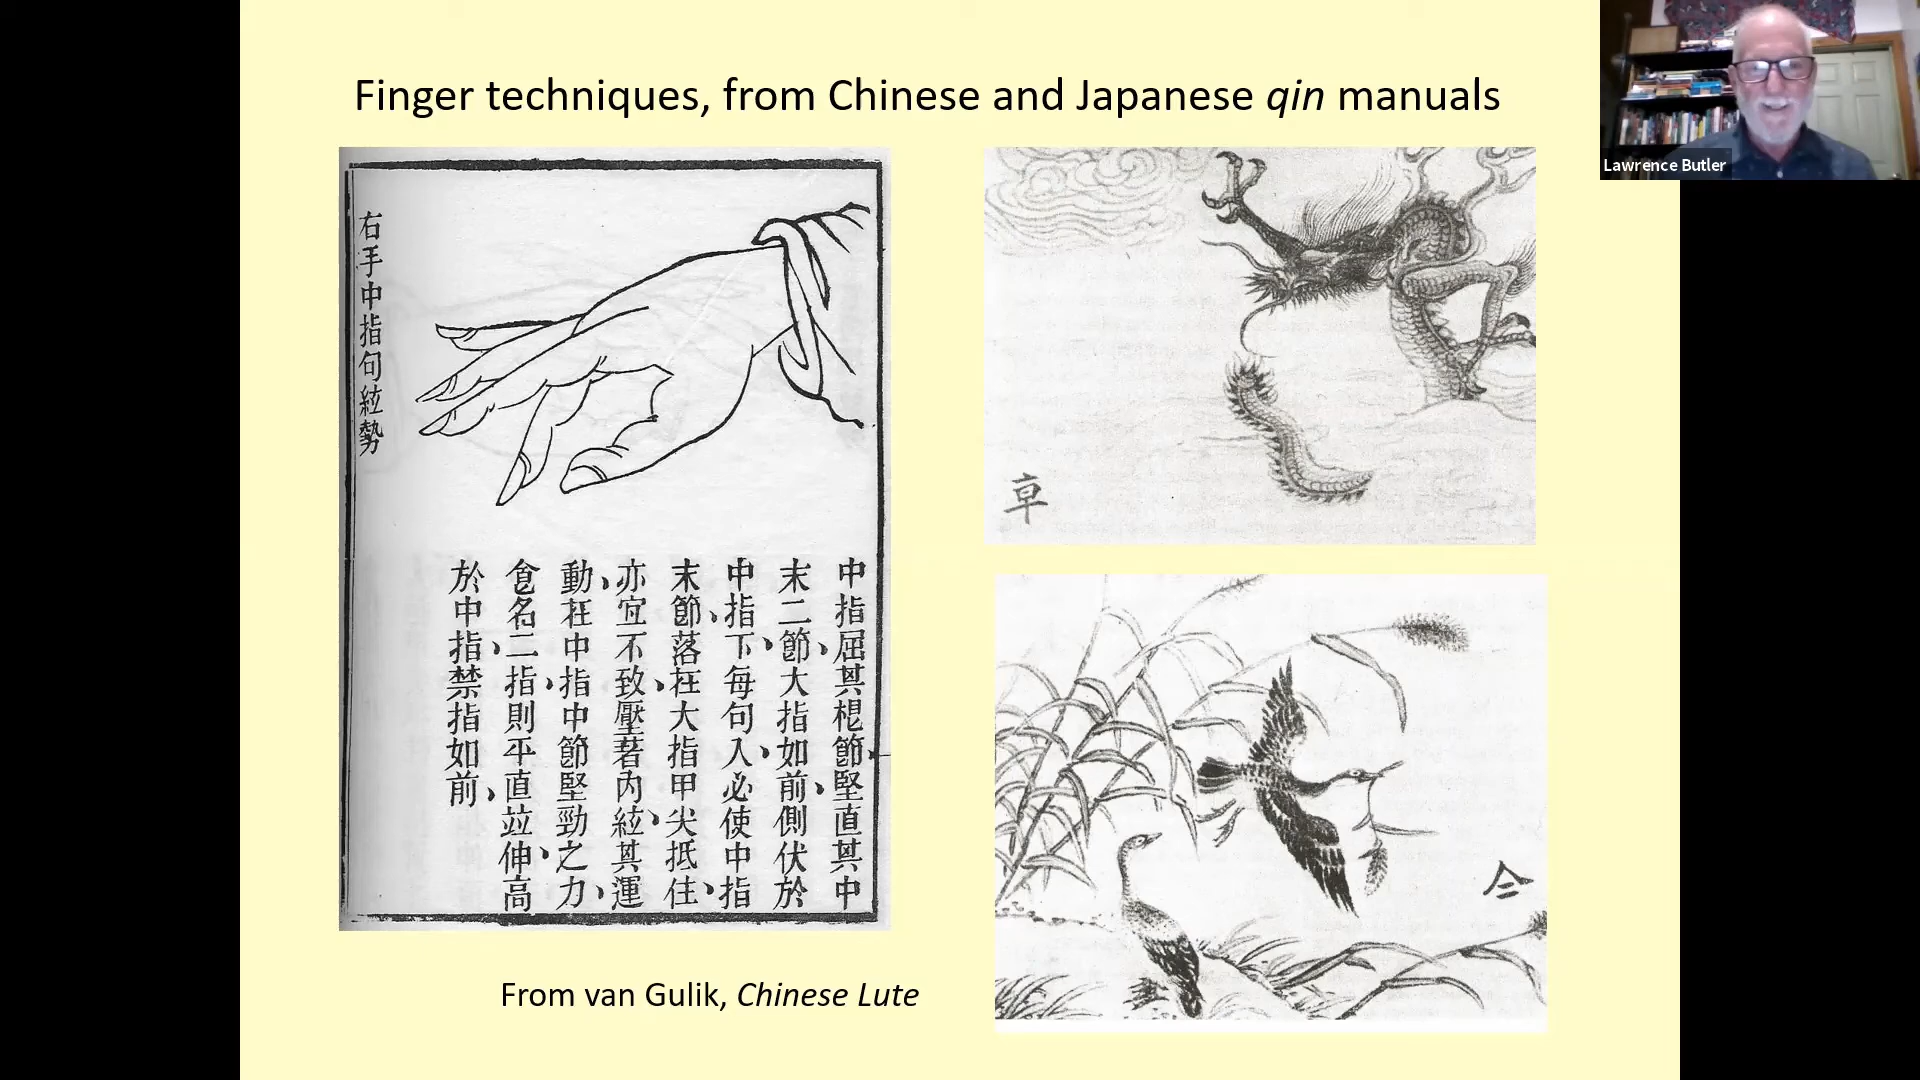 Finger techniques, from Chinese and Japanese qin manuals
Lawrence Butler
右手中指句絃勢
中指屈其根節、堅直其中
末二節、大指如前、側伏於
中指下、每句入、必使中指
末節、落在大指甲尖抵住、
亦宜不致、壓著內絃、其運
動、在中指中節堅勁之力、
食名二指、則平直竝伸、高
於中指、禁指如前、
From van Gulik, Chinese Lute